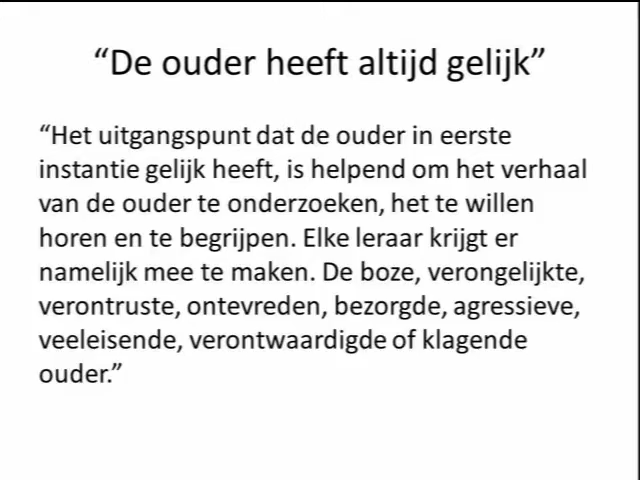 “De ouder heeft altijd gelijk”
“Het uitgangspunt dat de ouder in eerste
instantie gelijk heeft, is helpend om het verhaal
van de ouder te onderzoeken, het te willen
horen en te begrijpen. Elke leraar krijgt er
namelijk mee te maken. De boze, verongelijkte,
verontruste, ontevreden, bezorgde, agressieve,
veeleisende, verontwaardigde of klagende
ouder.”